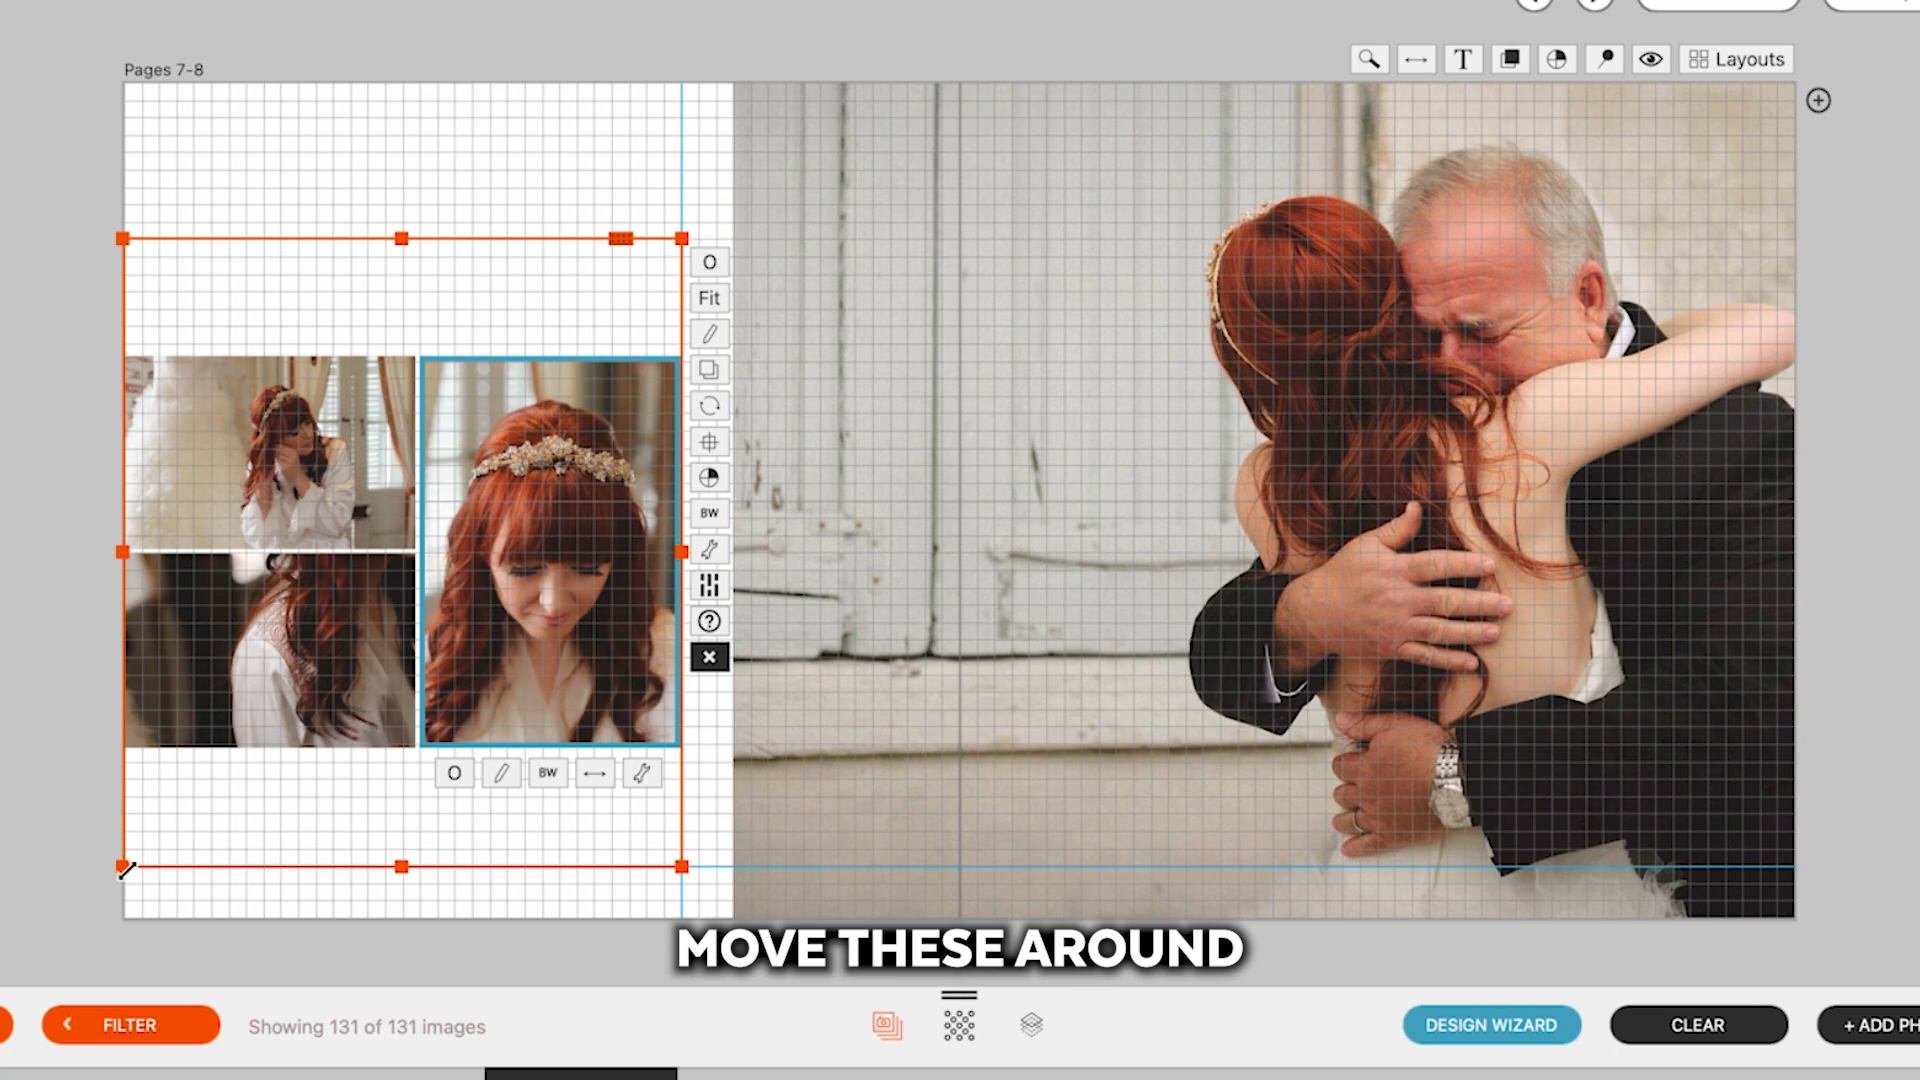 Pages 7-8
T
Layouts
O
Fit
BW
?
O
BW
MOVE THESE AROUND
FILTER
Showing 131 of 131 images
DESIGN WIZARD
CLEAR
+ ADD PH